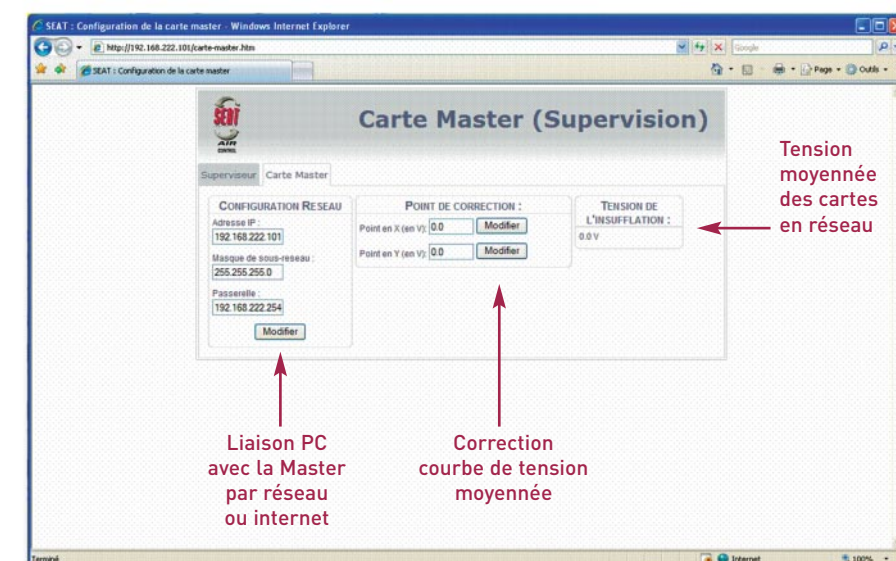 SEAT : Configuration de la carte master - Windows Internet Explorer
http://192.168.222.101/carte-master.htm
Google
SEAT : Configuration de la carte master
Page
Outils
SEAT
AIR
CONTROL
Carte Master (Supervision)
Superviseur
Carte Master
CONFIGURATION RESEAU
Adresse IP :
192.168.222.101
Masque de sous-reseau :
255.255.255.0
Passerelle :
192.168.222.254
Modifier
POINT DE CORRECTION :
Point en X (en V): 0.0 Modifier
Point en Y (en V): 0.0 Modifier
TENSION DE
L'INSUFFLATION :
0.0 V
Tension
moyennée
des cartes
en réseau
Liaison PC
avec la Master
par réseau
ou internet
Correction
courbe de tension
moyennée
Terminé
Internet
100%